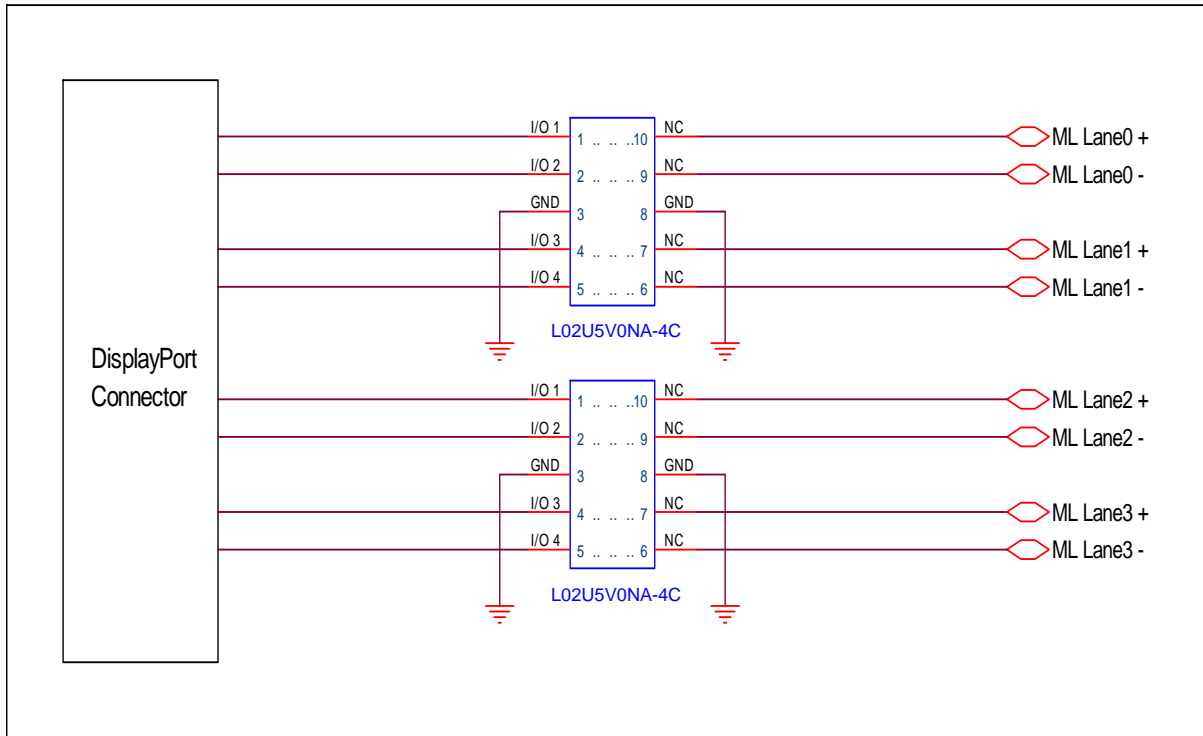 I/O 1 1 .. .. ..10 NC ML Lane0 +
I/O 2 2 .. .. .. 9 NC ML Lane0 -
GND 3 8 GND
I/O 3 4 .. .. .. 7 NC ML Lane1 +
I/O 4 5 .. .. .. 6 NC ML Lane1 -
L02U5V0NA-4C
DisplayPort
Connector
I/O 1 1 .. .. ..10 NC ML Lane2 +
I/O 2 2 .. .. .. 9 NC ML Lane2 -
GND 3 8 GND
I/O 3 4 .. .. .. 7 NC ML Lane3 +
I/O 4 5 .. .. .. 6 NC ML Lane3 -
L02U5V0NA-4C